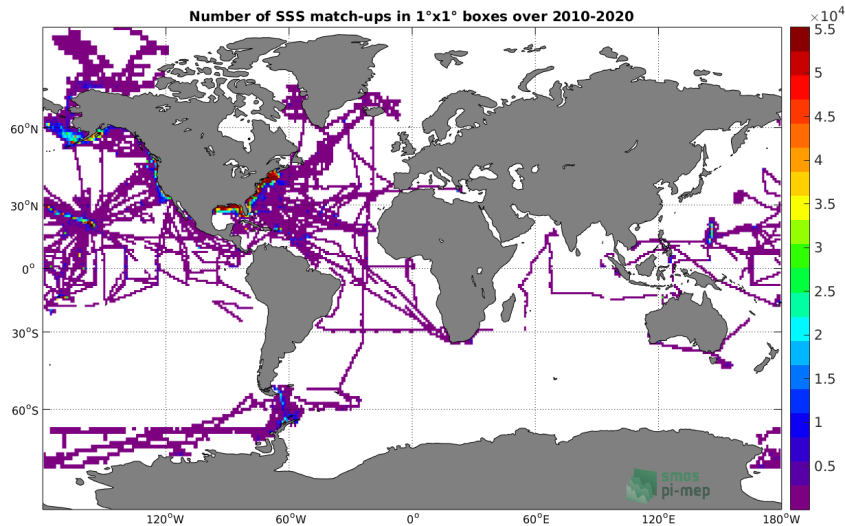 Number of SSS match-ups in 1°x1° boxes over 2010-2020
×10⁴
5.5
5
4.5
4
3.5
3
2.5
2
1.5
1
0.5
60°N
30°N
0°
30°S
60°S
120°W
60°W
0°
60°E
120°E
180°W
smos
pi-mep